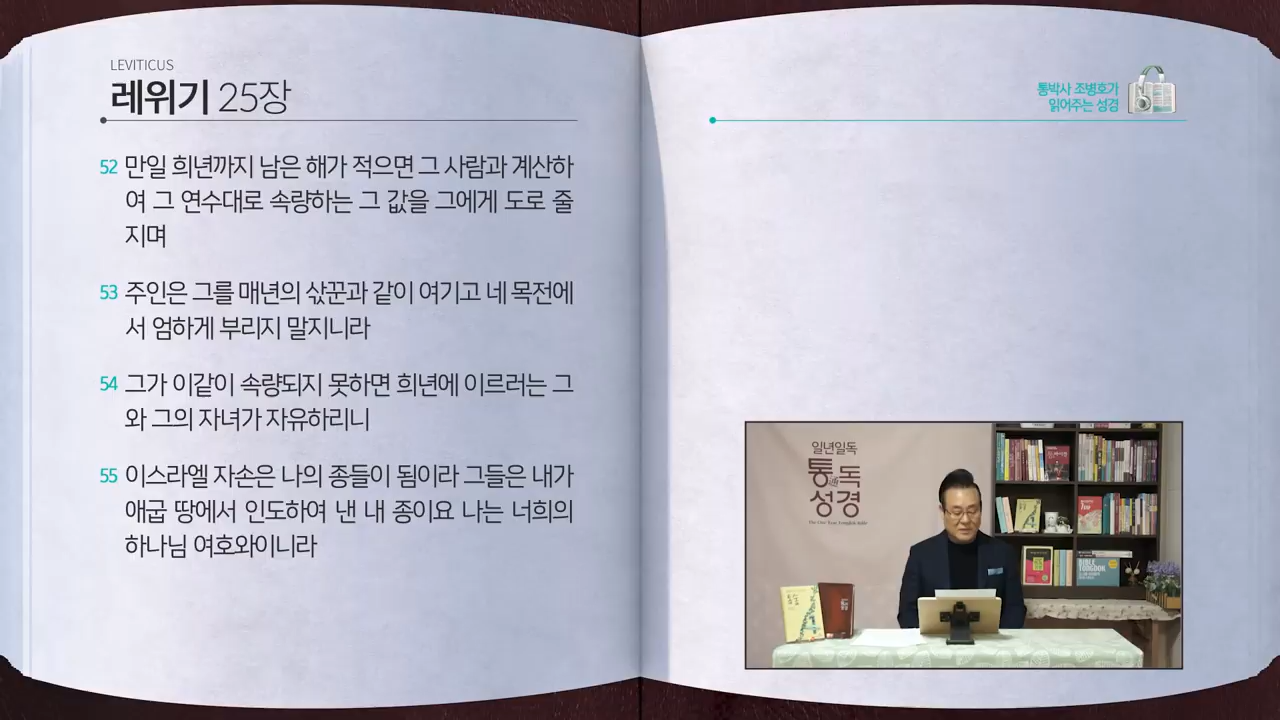 LEVITICUS
레위기 25장
52 만일 희년까지 남은 해가 적으면 그 사람과 계산하
여 그 연수대로 속량하는 그 값을 그에게 도로 줄
지며
53 주인은 그를 매년의 삯꾼과 같이 여기고 네 목전에
서 엄하게 부리지 말지니라
54 그가 이같이 속량되지 못하면 희년에 이르러는 그
와 그의 자녀가 자유하리니
55 이스라엘 자손은 나의 종들이 됨이라 그들은 내가
애굽 땅에서 인도하여 낸 내 종이요 나는 너희의
하나님 여호와이니라
통박사 조병호가
읽어주는 성경
일년일독
통독
성경
The One Year Tongdok Bible
BIBLE
TONGDOK